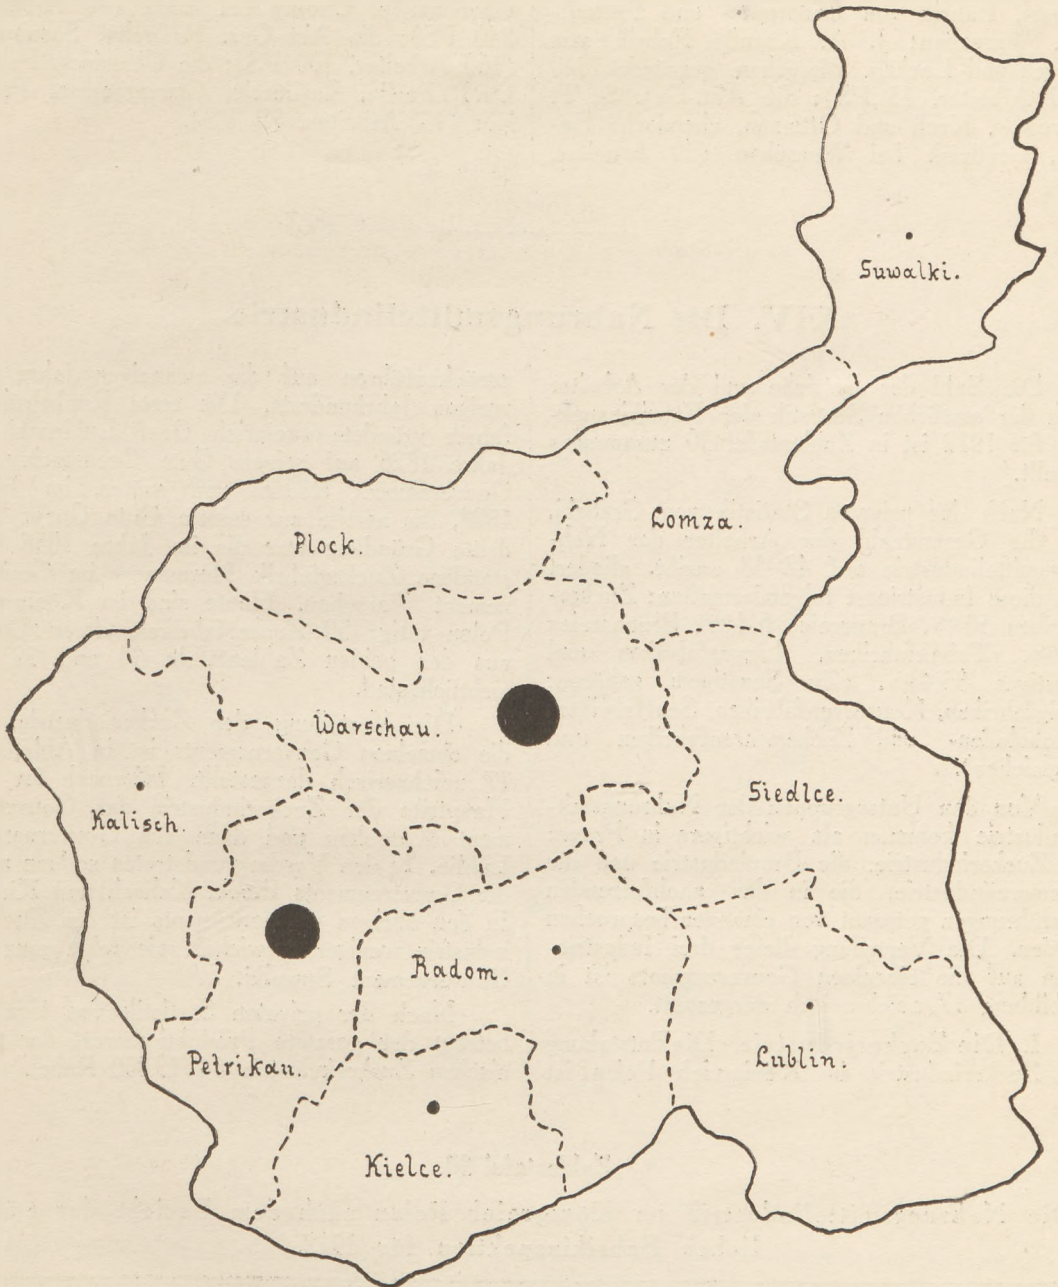 Suwalki.
Lomza.
Plock.
Warschau.
Siedlce.
Kalisch.
Radom.
Lublin.
Petrikau.
Kielce.